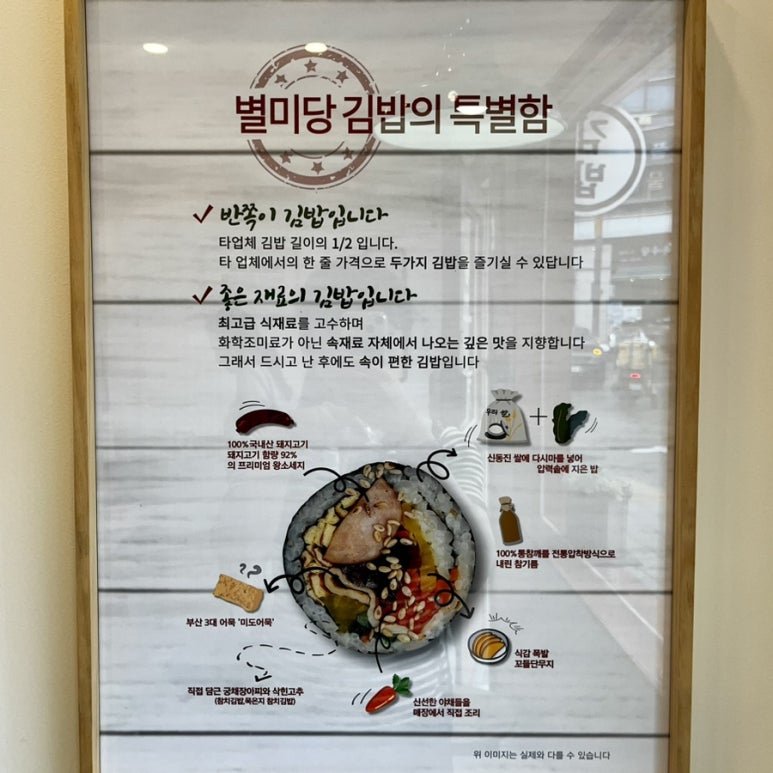 별미당 김밥의 특별함
반쪽이 김밥입니다
타업체 김밥 길이의 1/2 입니다.
타 업체에서의 한 줄 가격으로 두가지 김밥을 즐기실 수 있답니다
좋은 재료의 김밥입니다
최고급 식재료를 고수하며
화학조미료가 아닌 속재료 자체에서 나오는 깊은 맛을 지향합니다
그래서 드시고 난 후에도 속이 편한 김밥입니다
100%국내산 돼지고기
돼지고기 함량 92%
의 프리미엄 왕소세지
우리 쌀
+
신동진 쌀에 다시마를 넣어
압력솥에 지은 밥
100%통참깨를 전통압착방식으로
내린 참기름
부산 3대 어묵 '미도어묵'
식감 폭발
꼬들단무지
직접 담근 궁채장아찌와 삭힌고추
(참치김밥,묵은지 참치김밥)
신선한 야채들을
매장에서 직접 조리
위 이미지는 실제와 다를 수 있습니다
김밥